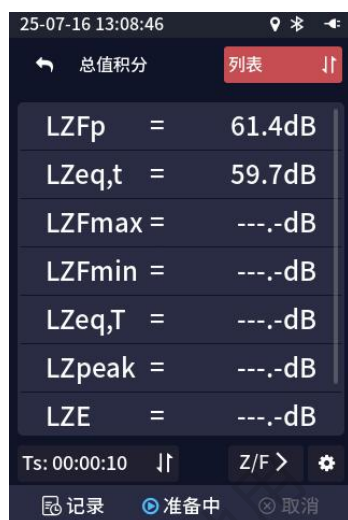 25-07-16 13:08:46
总值积分 列表
LZFp = 61.4dB
LZeq,t = 59.7dB
LZFmax = ---.-dB
LZFmin = ---.-dB
LZeq,T = ---.-dB
LZpeak = ---.-dB
LZE = ---.-dB
Ts: 00:00:10 Z/F >
记录 准备中 取消